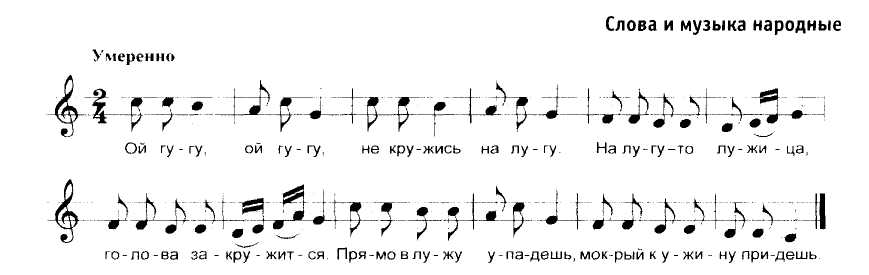 Слова и музыка народные
Умеренно
2
4
Ой гу-гу, ой гу-гу, не кру-жись на лу-гу. На лу-гу-то лу-жи-ца,
го-ло-ва за-кру-жит-ся. Пря-мо в лу-жу у-па-дешь, мок-рый к у-жи-ну при-дешь.